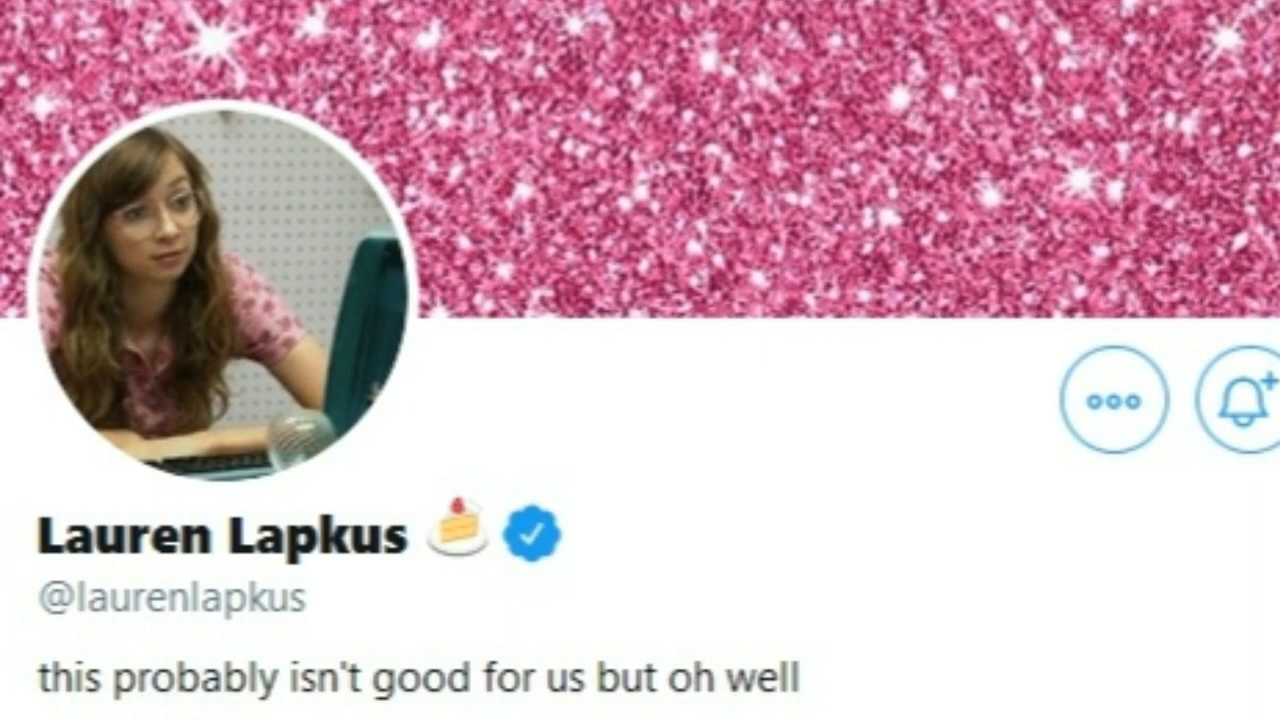 Lauren Lapkus 🍰
@laurenlapkus
this probably isn't good for us but oh well